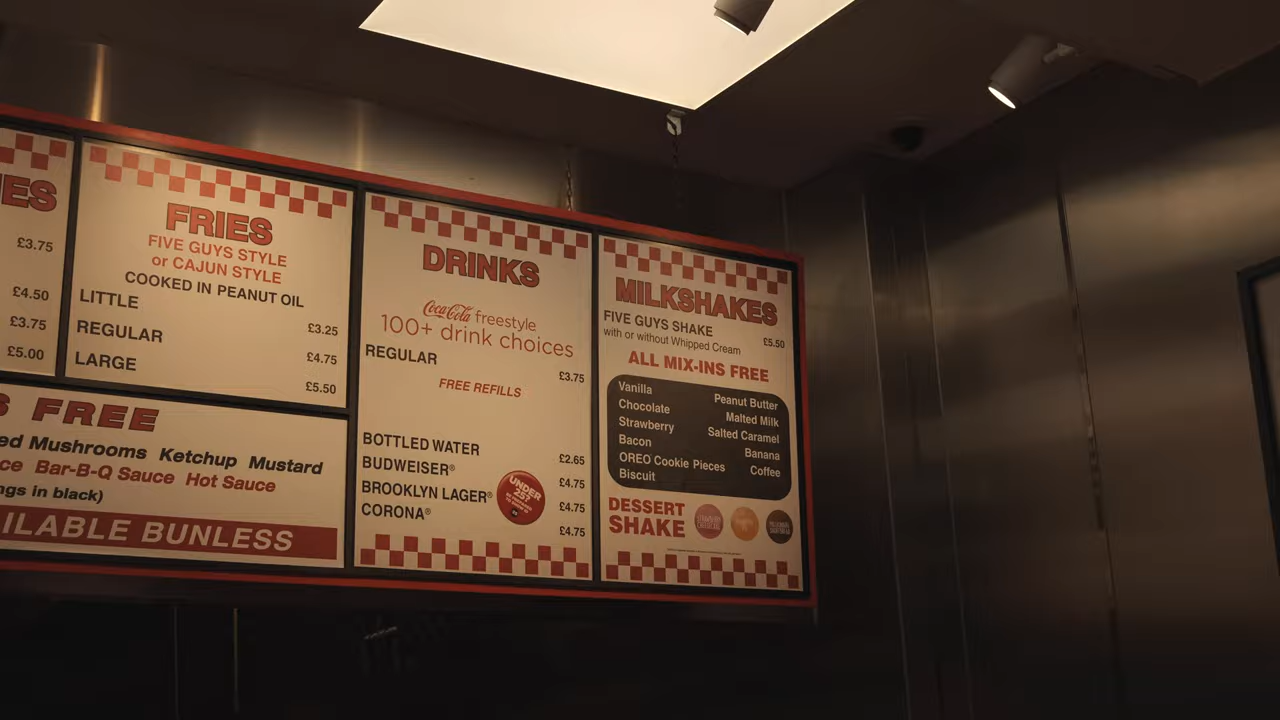 ES
£3.75
£4.50
£3.75
£5.00
FRIES
FIVE GUYS STYLE
or CAJUN STYLE
COOKED IN PEANUT OIL
LITTLE £3.25
REGULAR £4.75
LARGE £5.50
S FREE
ed Mushrooms Ketchup Mustard
ce Bar-B-Q Sauce Hot Sauce
ngs in black)
ILABLE BUNLESS
DRINKS
Coca-Cola freestyle
100+ drink choices
REGULAR £3.75
FREE REFILLS
BOTTLED WATER £2.65
BUDWEISER® £4.75
BROOKLYN LAGER® £4.75
CORONA® £4.75
UNDER
25?
MILKSHAKES
FIVE GUYS SHAKE £5.50
with or without Whipped Cream
ALL MIX-INS FREE
Vanilla Peanut Butter
Chocolate Malted Milk
Strawberry Salted Caramel
Bacon Banana
OREO Cookie Pieces Coffee
Biscuit
DESSERT
SHAKE